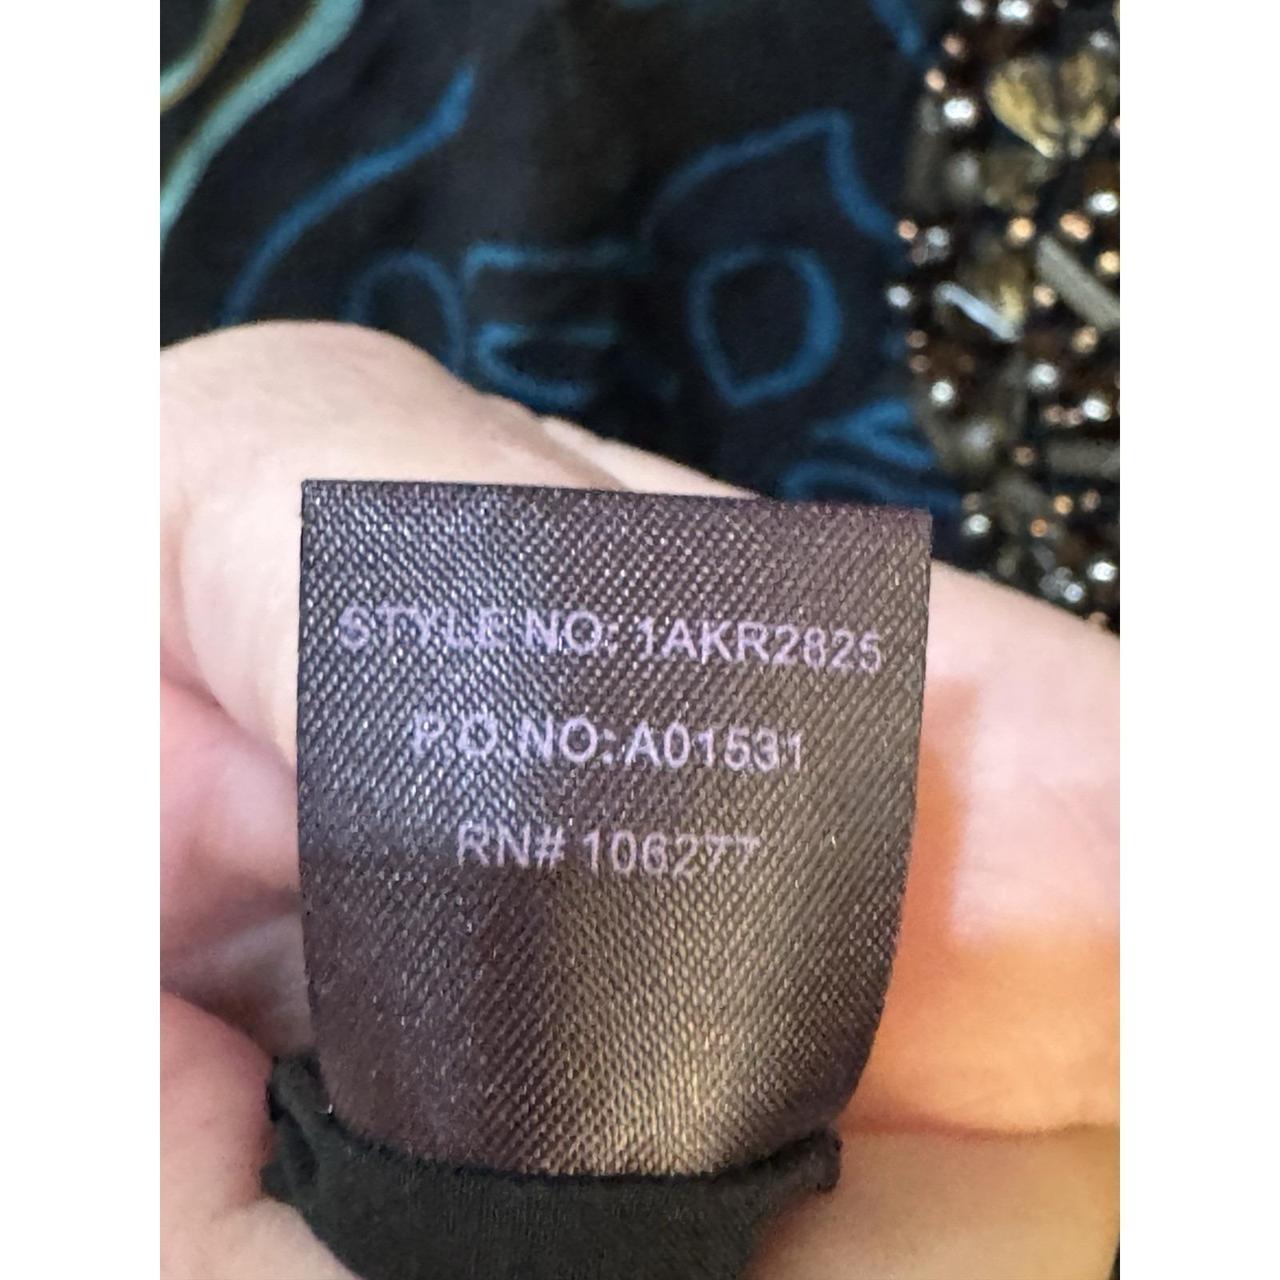 STYLE NO: 1AKR2825
P.O NO: A01531
RN# 106277